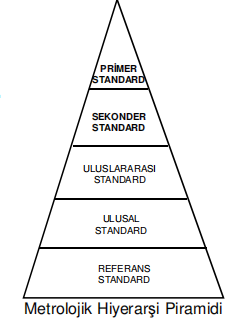 PRİMER
STANDARD
SEKONDER
STANDARD
ULUSLARARASI
STANDARD
ULUSAL
STANDARD
REFERANS
STANDARD
Metrolojik Hiyerarşi Piramidi